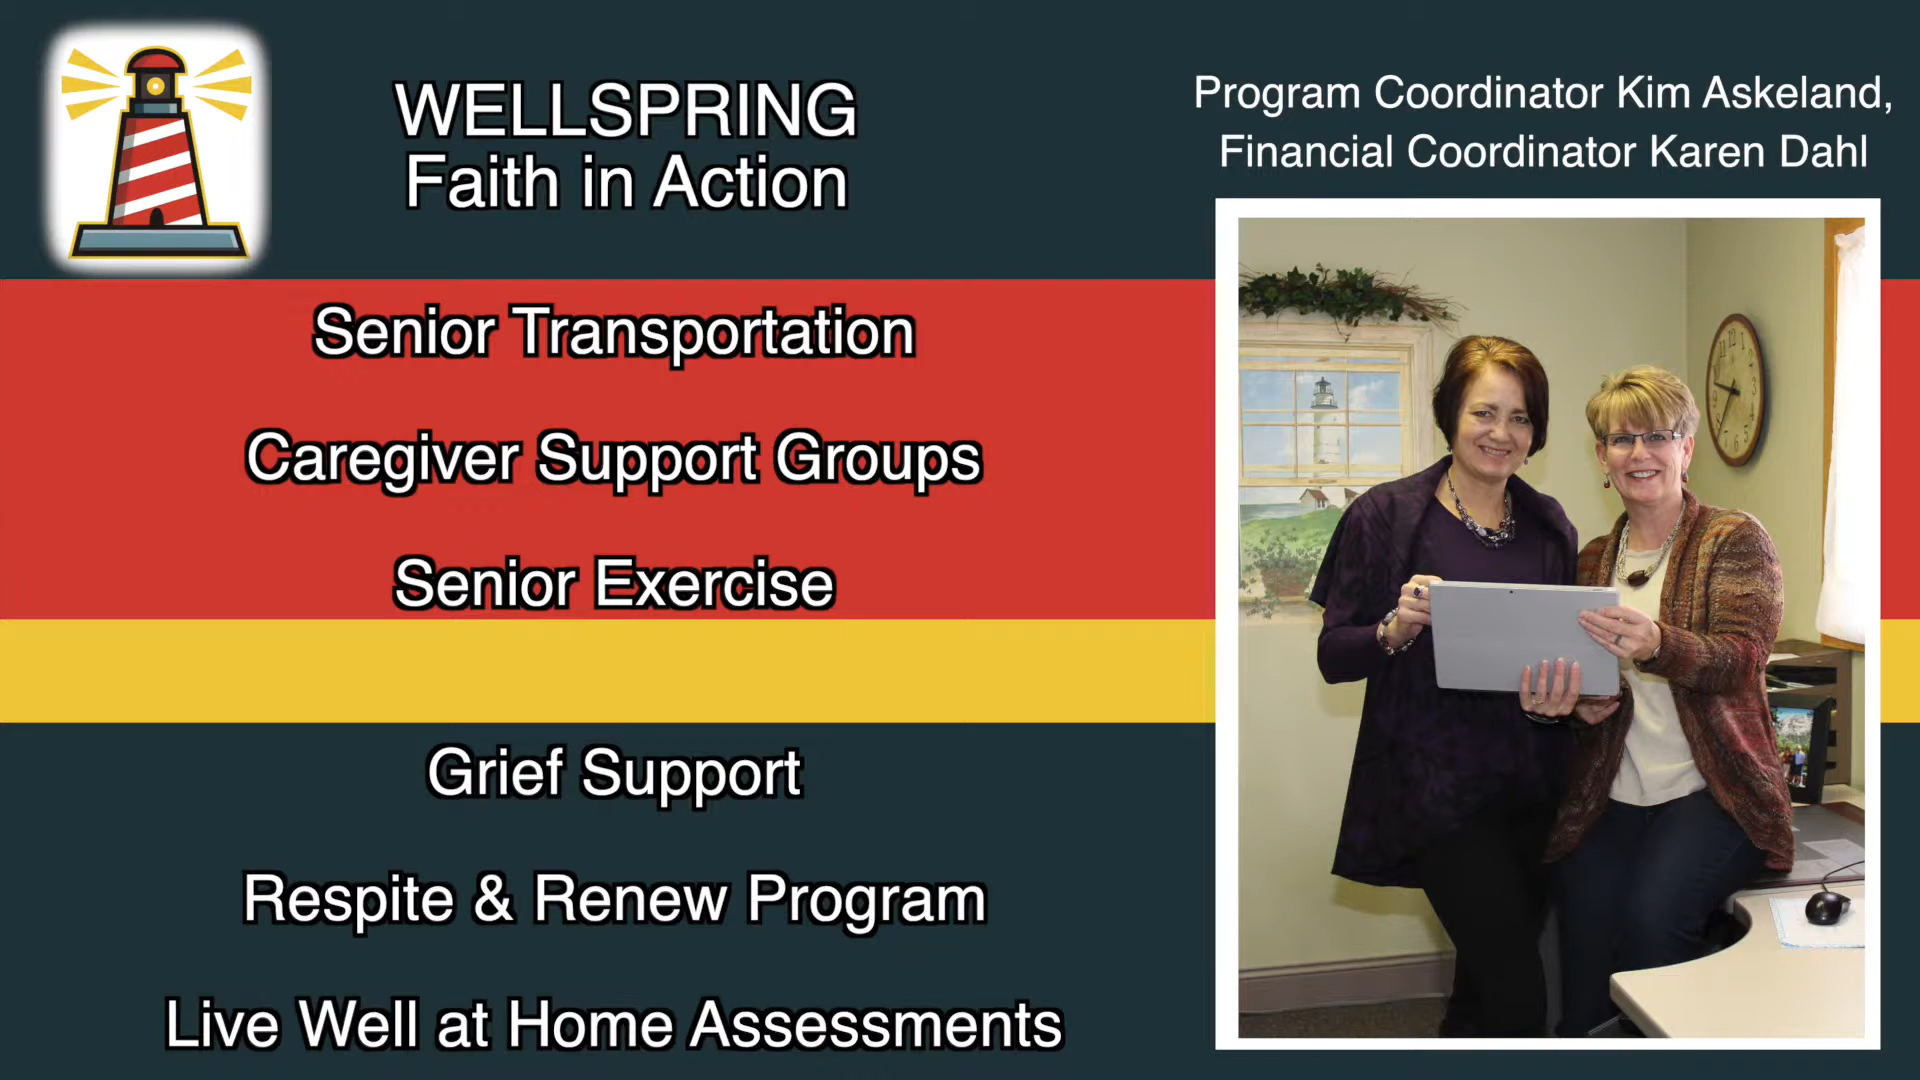 WELLSPRING
Faith in Action
Program Coordinator Kim Askeland,
Financial Coordinator Karen Dahl
Senior Transportation
Caregiver Support Groups
Senior Exercise
Grief Support
Respite & Renew Program
Live Well at Home Assessments